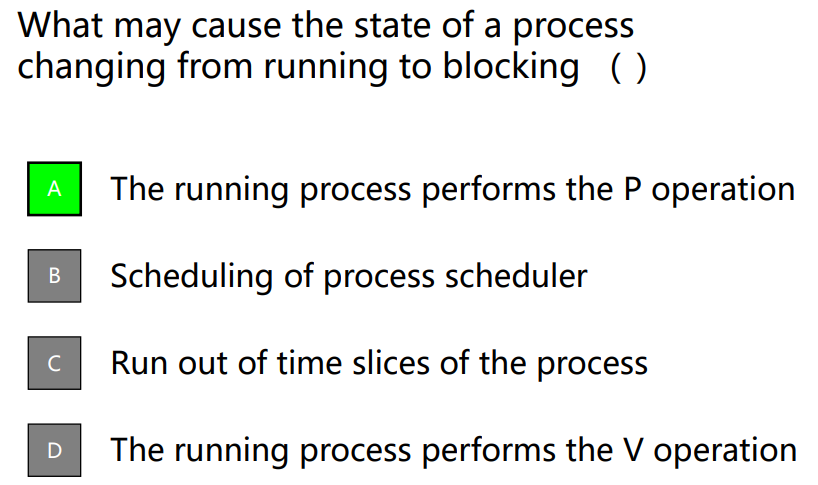 What may cause the state of a process
changing from running to blocking ( )
A The running process performs the P operation
B Scheduling of process scheduler
C Run out of time slices of the process
D The running process performs the V operation